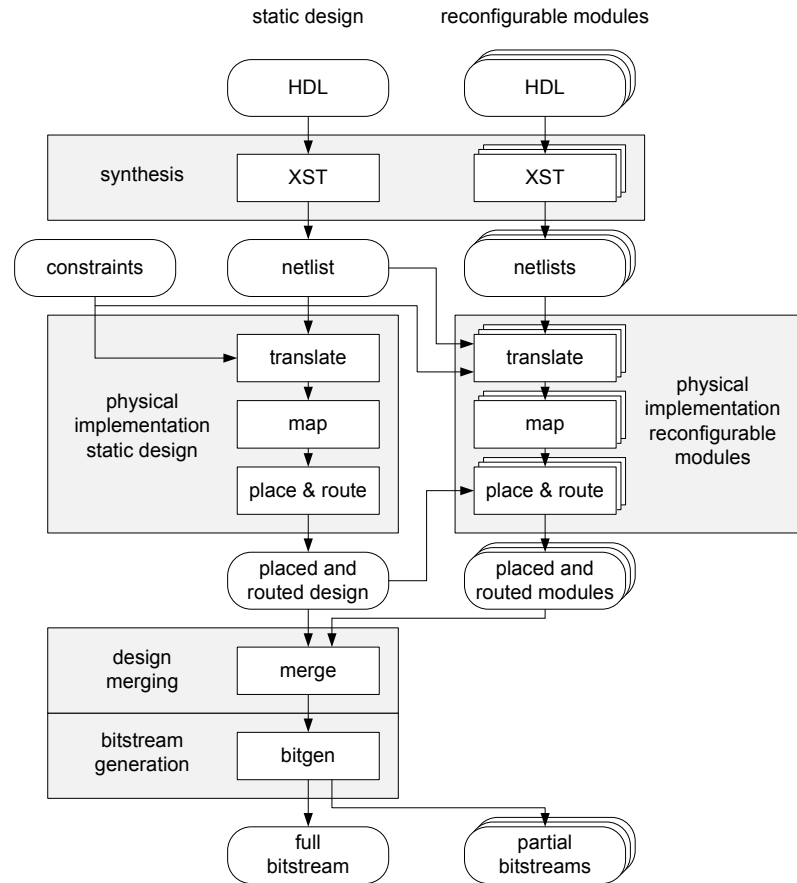 static design
reconfigurable modules
HDL
HDL
synthesis
XST
XST
constraints
netlist
netlists
physical
implementation
static design
translate
map
place & route
translate
map
place & route
physical
implementation
reconfigurable
modules
placed and
routed design
placed and
routed modules
design
merging
merge
bitstream
generation
bitgen
full
bitstream
partial
bitstreams